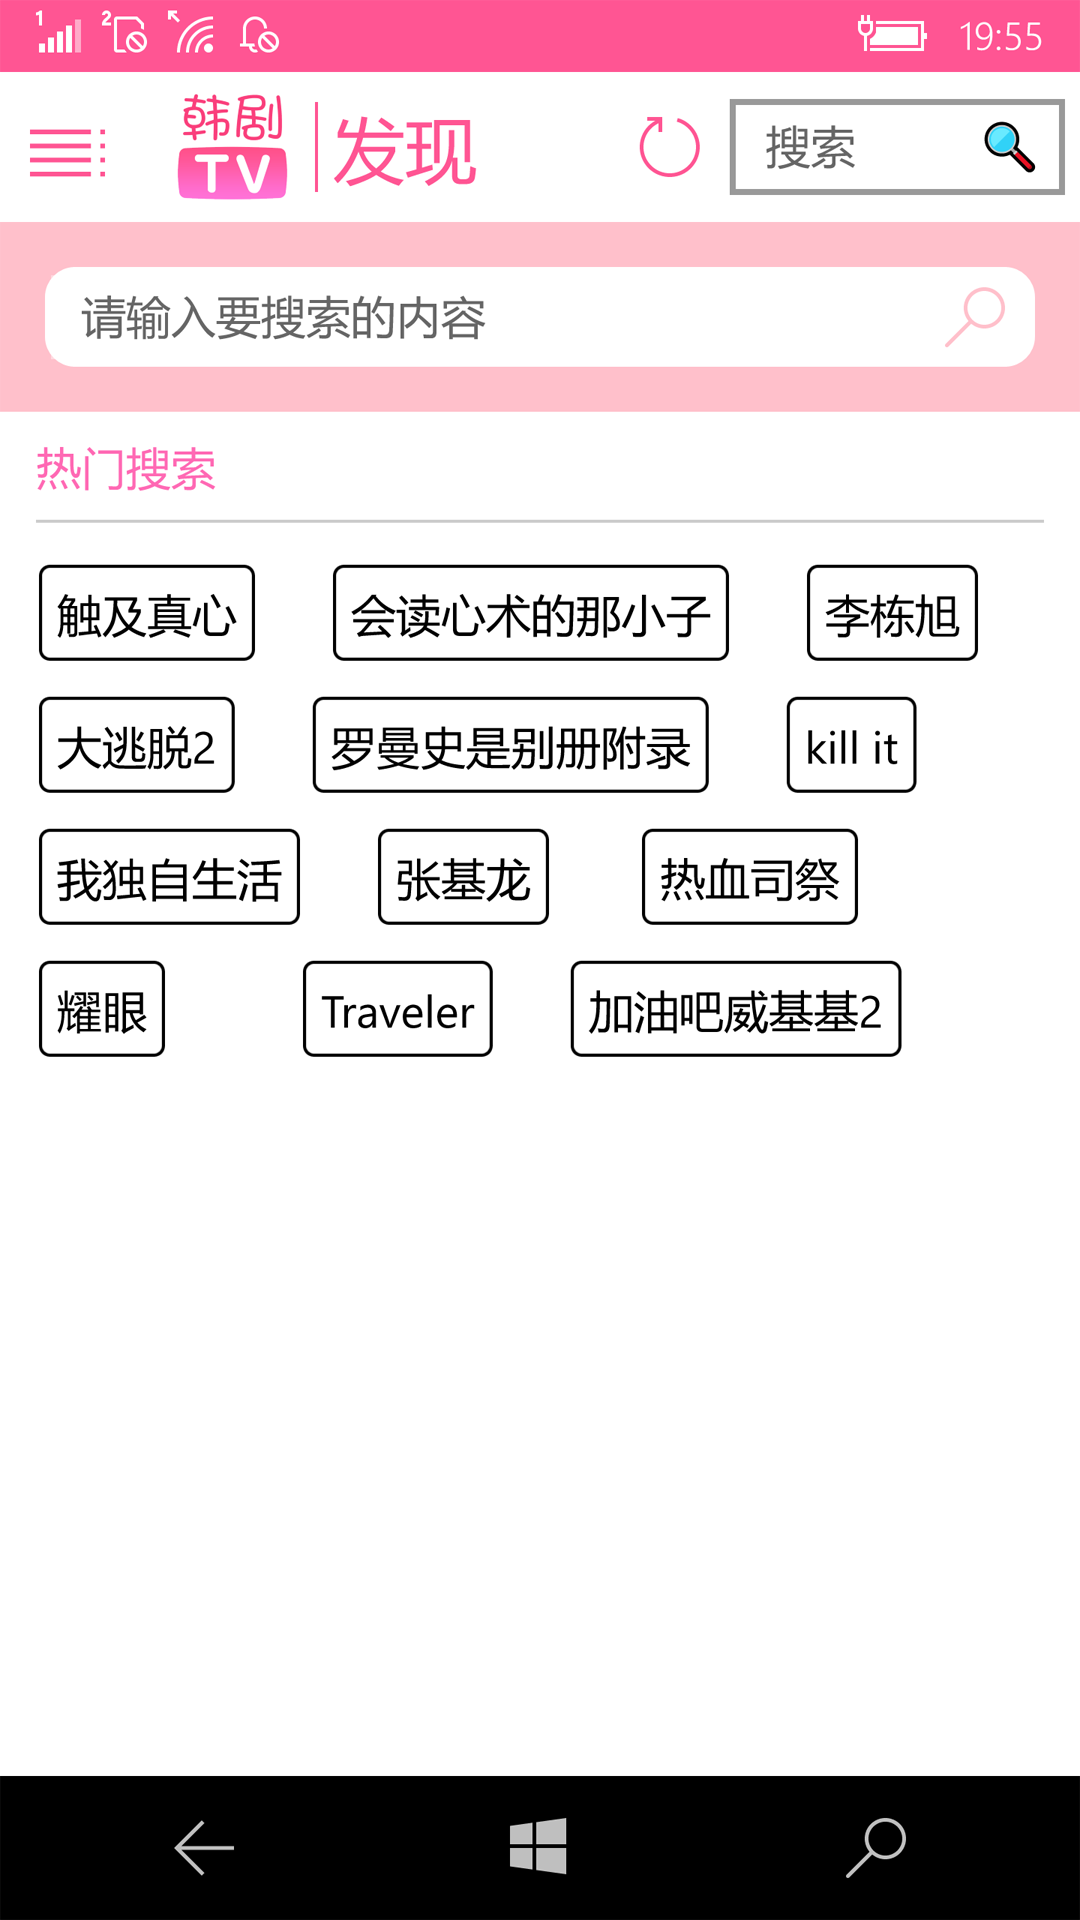 1 2 19:55
韩剧
TV 发现 搜索
请输入要搜索的内容
热门搜索
触及真心 会读心术的那小子 李栋旭
大逃脱2 罗曼史是别册附录 kill it
我独自生活 张基龙 热血司祭
耀眼 Traveler 加油吧威基基2